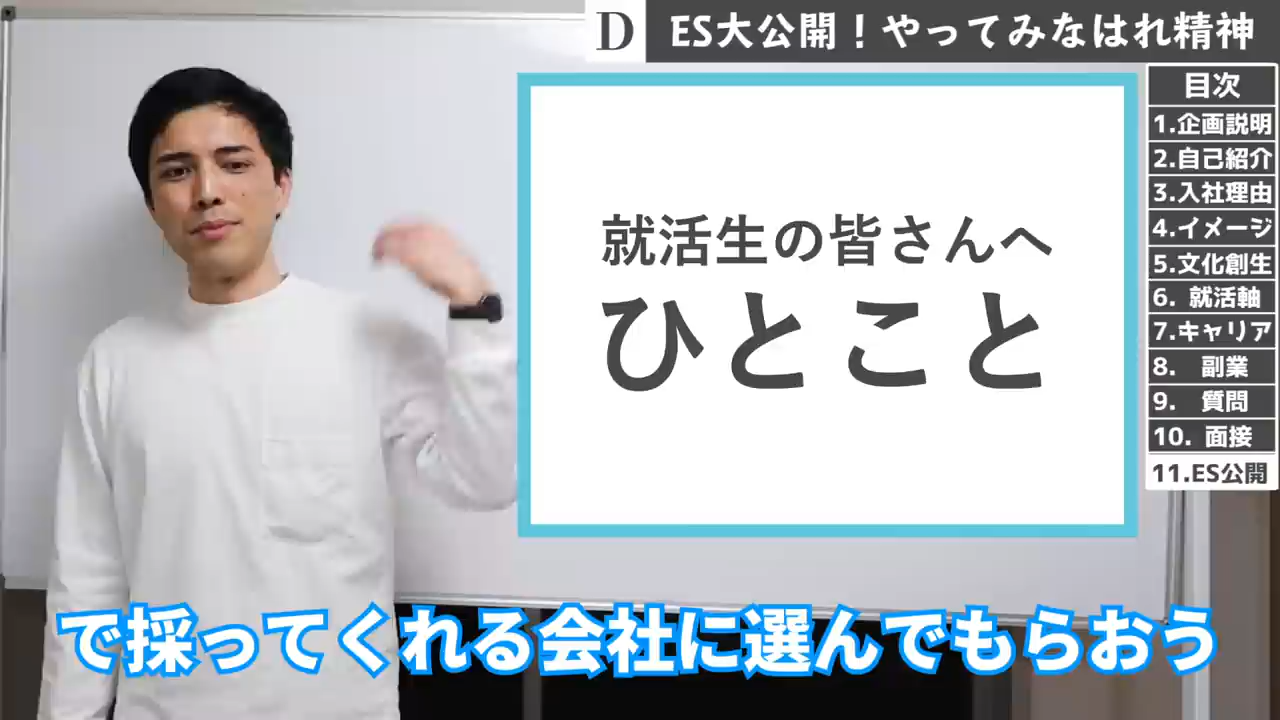 D
ES大公開！やってみなはれ精神
目次
1.企画説明
2.自己紹介
3.入社理由
4.イメージ
5.文化創生
6. 就活軸
7.キャリア
8. 副業
9. 質問
10. 面接
11.ES公開
就活生の皆さんへ
ひとこと
で採ってくれる会社に選んでもらおう